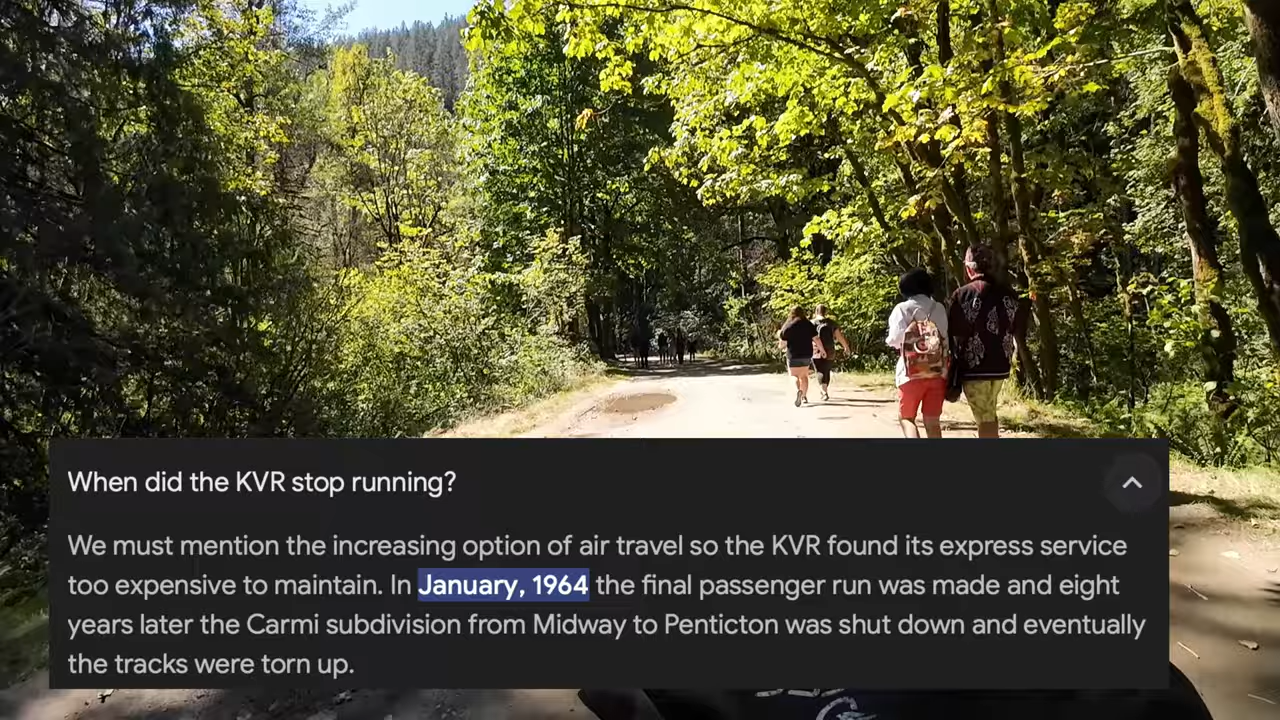 When did the KVR stop running?
We must mention the increasing option of air travel so the KVR found its express service
too expensive to maintain. In January, 1964 the final passenger run was made and eight
years later the Carmi subdivision from Midway to Penticton was shut down and eventually
the tracks were torn up.